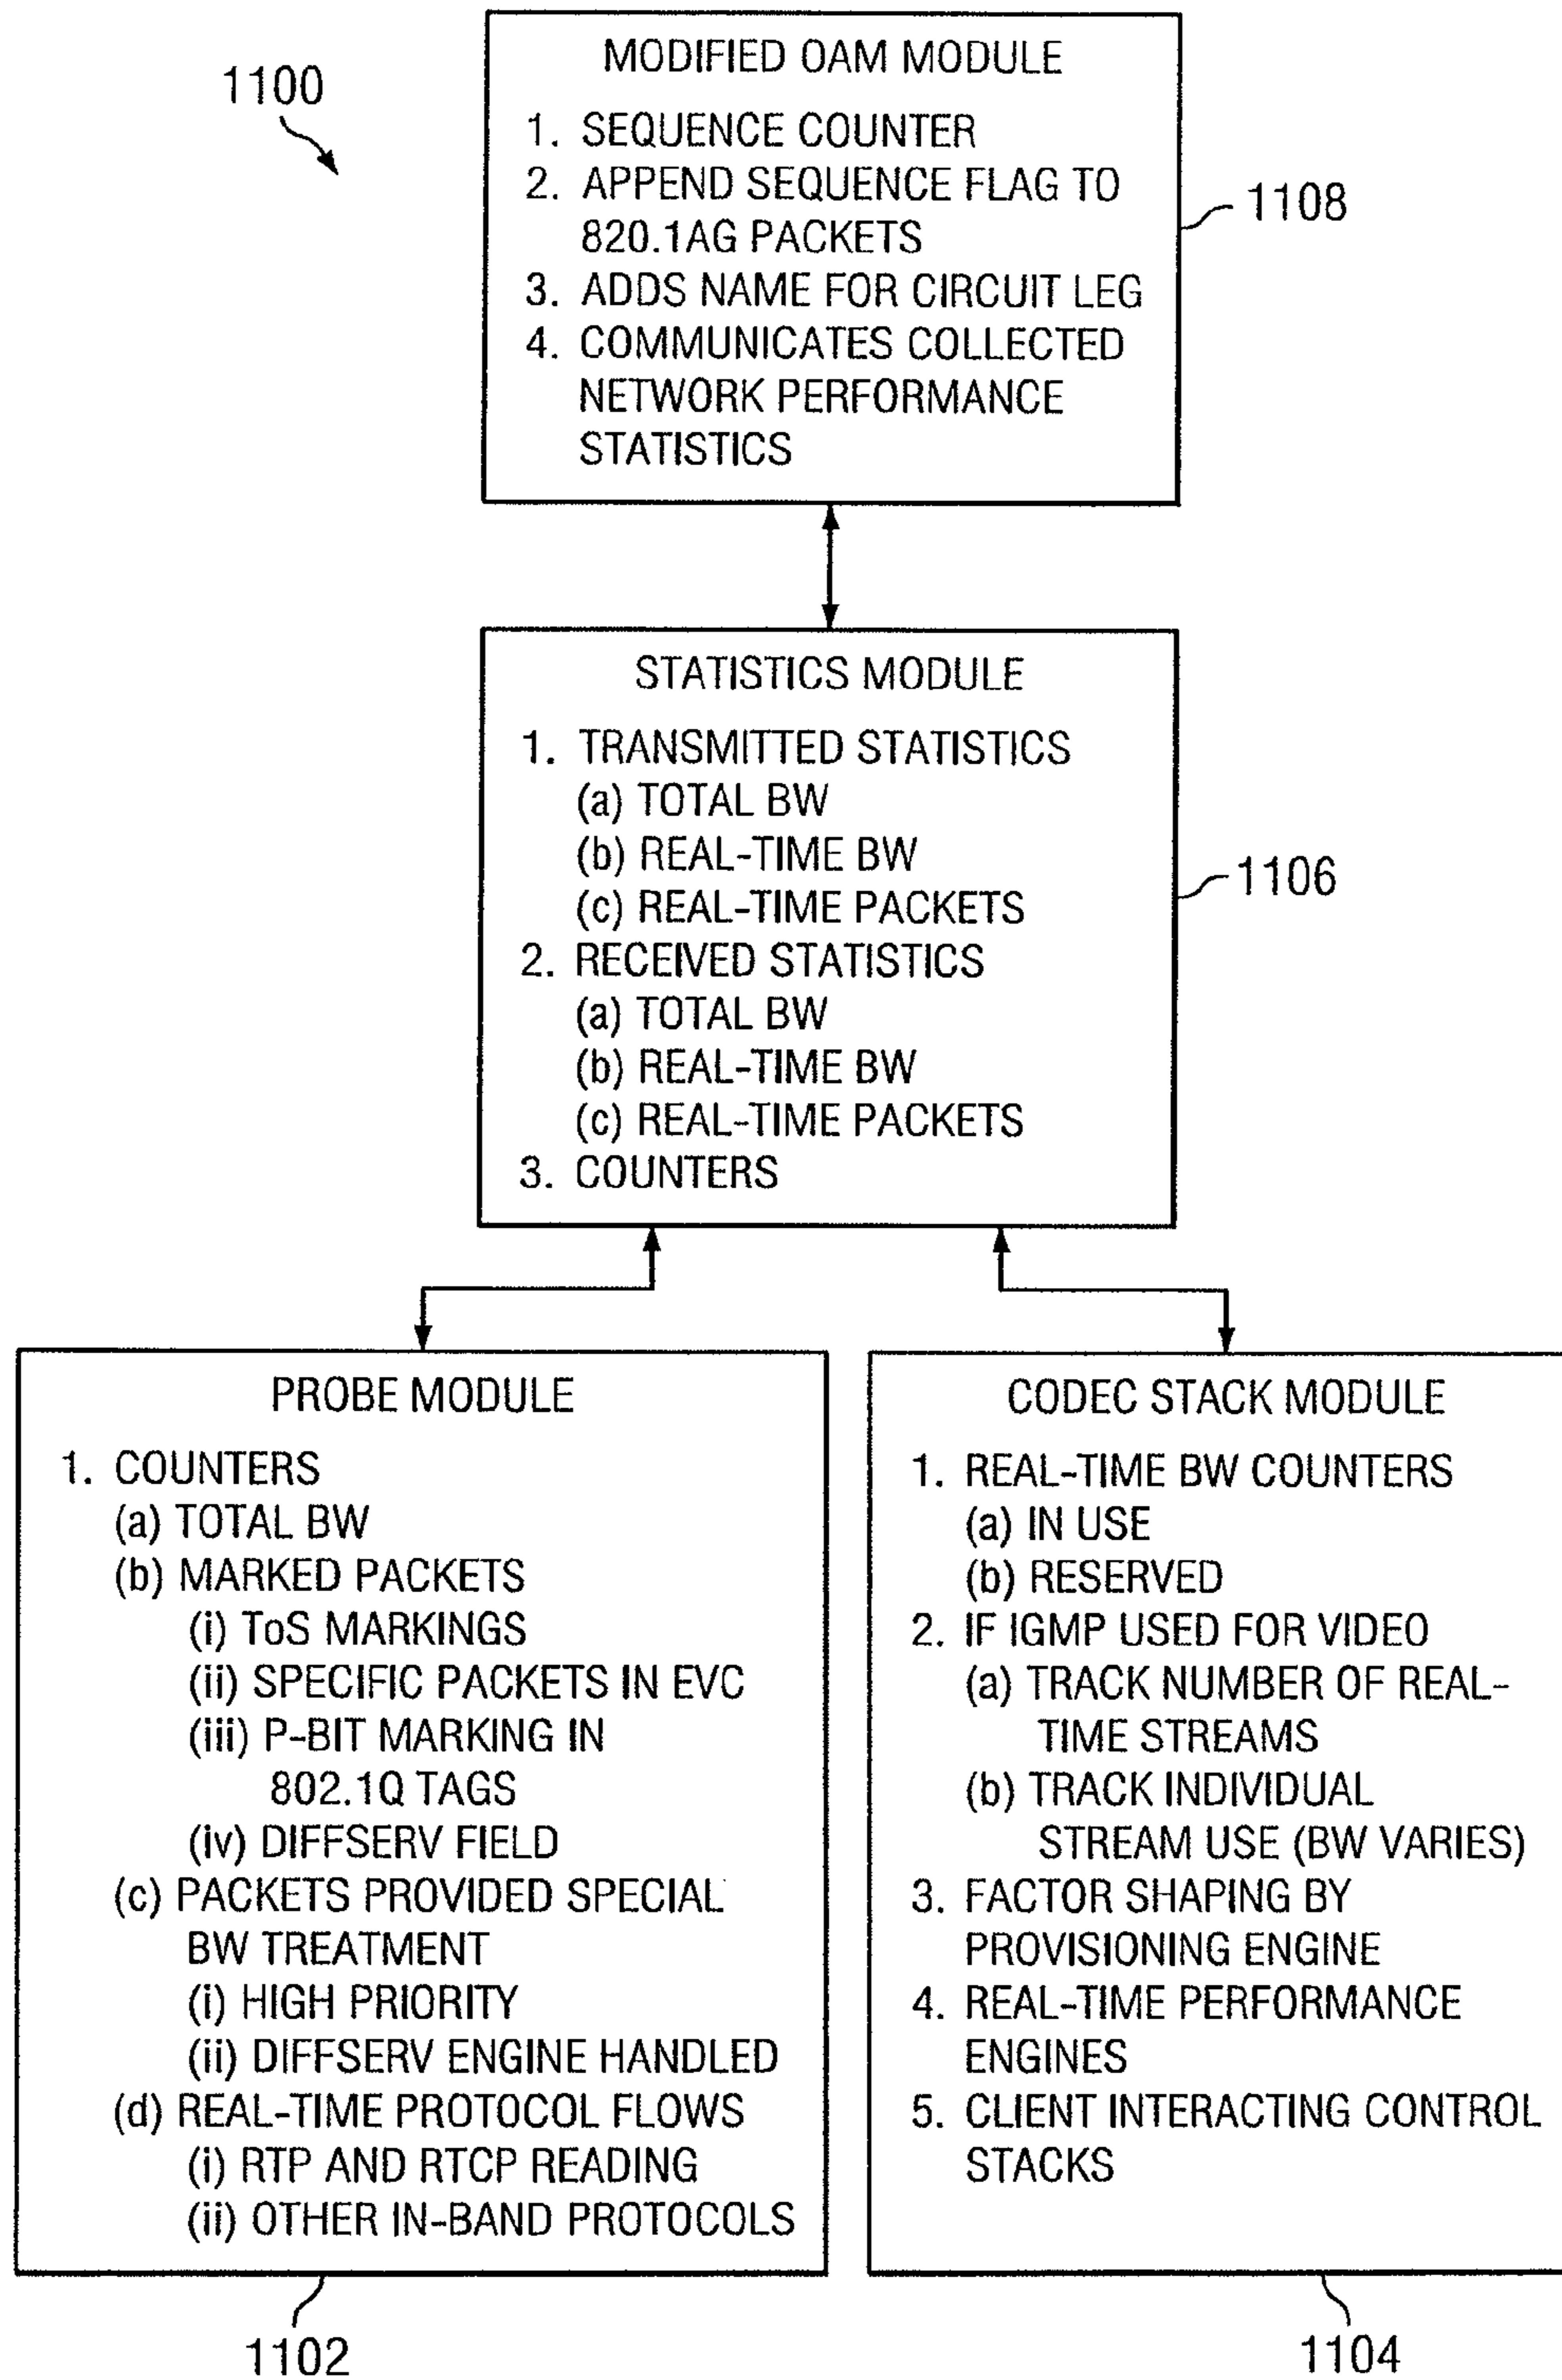 1100
MODIFIED OAM MODULE
1. SEQUENCE COUNTER
2. APPEND SEQUENCE FLAG TO
820.1AG PACKETS
3. ADDS NAME FOR CIRCUIT LEG
4. COMMUNICATES COLLECTED
NETWORK PERFORMANCE
STATISTICS
1108
STATISTICS MODULE
1. TRANSMITTED STATISTICS
(a) TOTAL BW
(b) REAL-TIME BW
(c) REAL-TIME PACKETS
2. RECEIVED STATISTICS
(a) TOTAL BW
(b) REAL-TIME BW
(c) REAL-TIME PACKETS
3. COUNTERS
1106
PROBE MODULE
1. COUNTERS
(a) TOTAL BW
(b) MARKED PACKETS
(i) ToS MARKINGS
(ii) SPECIFIC PACKETS IN EVC
(iii) P-BIT MARKING IN
802.1Q TAGS
(iv) DIFFSERV FIELD
(c) PACKETS PROVIDED SPECIAL
BW TREATMENT
(i) HIGH PRIORITY
(ii) DIFFSERV ENGINE HANDLED
(d) REAL-TIME PROTOCOL FLOWS
(i) RTP AND RTCP READING
(ii) OTHER IN-BAND PROTOCOLS
1102
CODEC STACK MODULE
1. REAL-TIME BW COUNTERS
(a) IN USE
(b) RESERVED
2. IF IGMP USED FOR VIDEO
(a) TRACK NUMBER OF REAL-
TIME STREAMS
(b) TRACK INDIVIDUAL
STREAM USE (BW VARIES)
3. FACTOR SHAPING BY
PROVISIONING ENGINE
4. REAL-TIME PERFORMANCE
ENGINES
5. CLIENT INTERACTING CONTROL
STACKS
1104